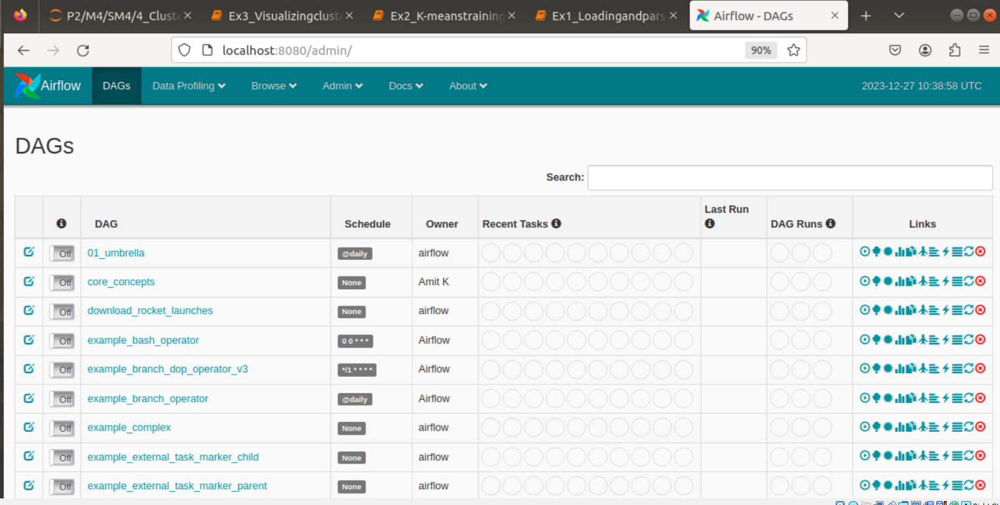 P2/M4/SM4/4_Cluste
Ex3_Visualizingcluste
Ex2_K-meanstraining
Ex1_Loadingandpars
Airflow - DAGs
localhost:8080/admin/
90%
Airflow
DAGs
Data Profiling
Browse
Admin
Docs
About
2023-12-27 10:38:58 UTC
DAGs
Search:
DAG Schedule Owner Recent Tasks Last Run DAG Runs Links
Off 01_umbrella @daily airflow
Off core_concepts None Amit K
Off download_rocket_launches None airflow
Off example_bash_operator 0 0 * * * Airflow
Off example_branch_dop_operator_v3 */1 * * * * Airflow
Off example_branch_operator @daily Airflow
Off example_complex None airflow
Off example_external_task_marker_child None airflow
Off example_external_task_marker_parent None airflow